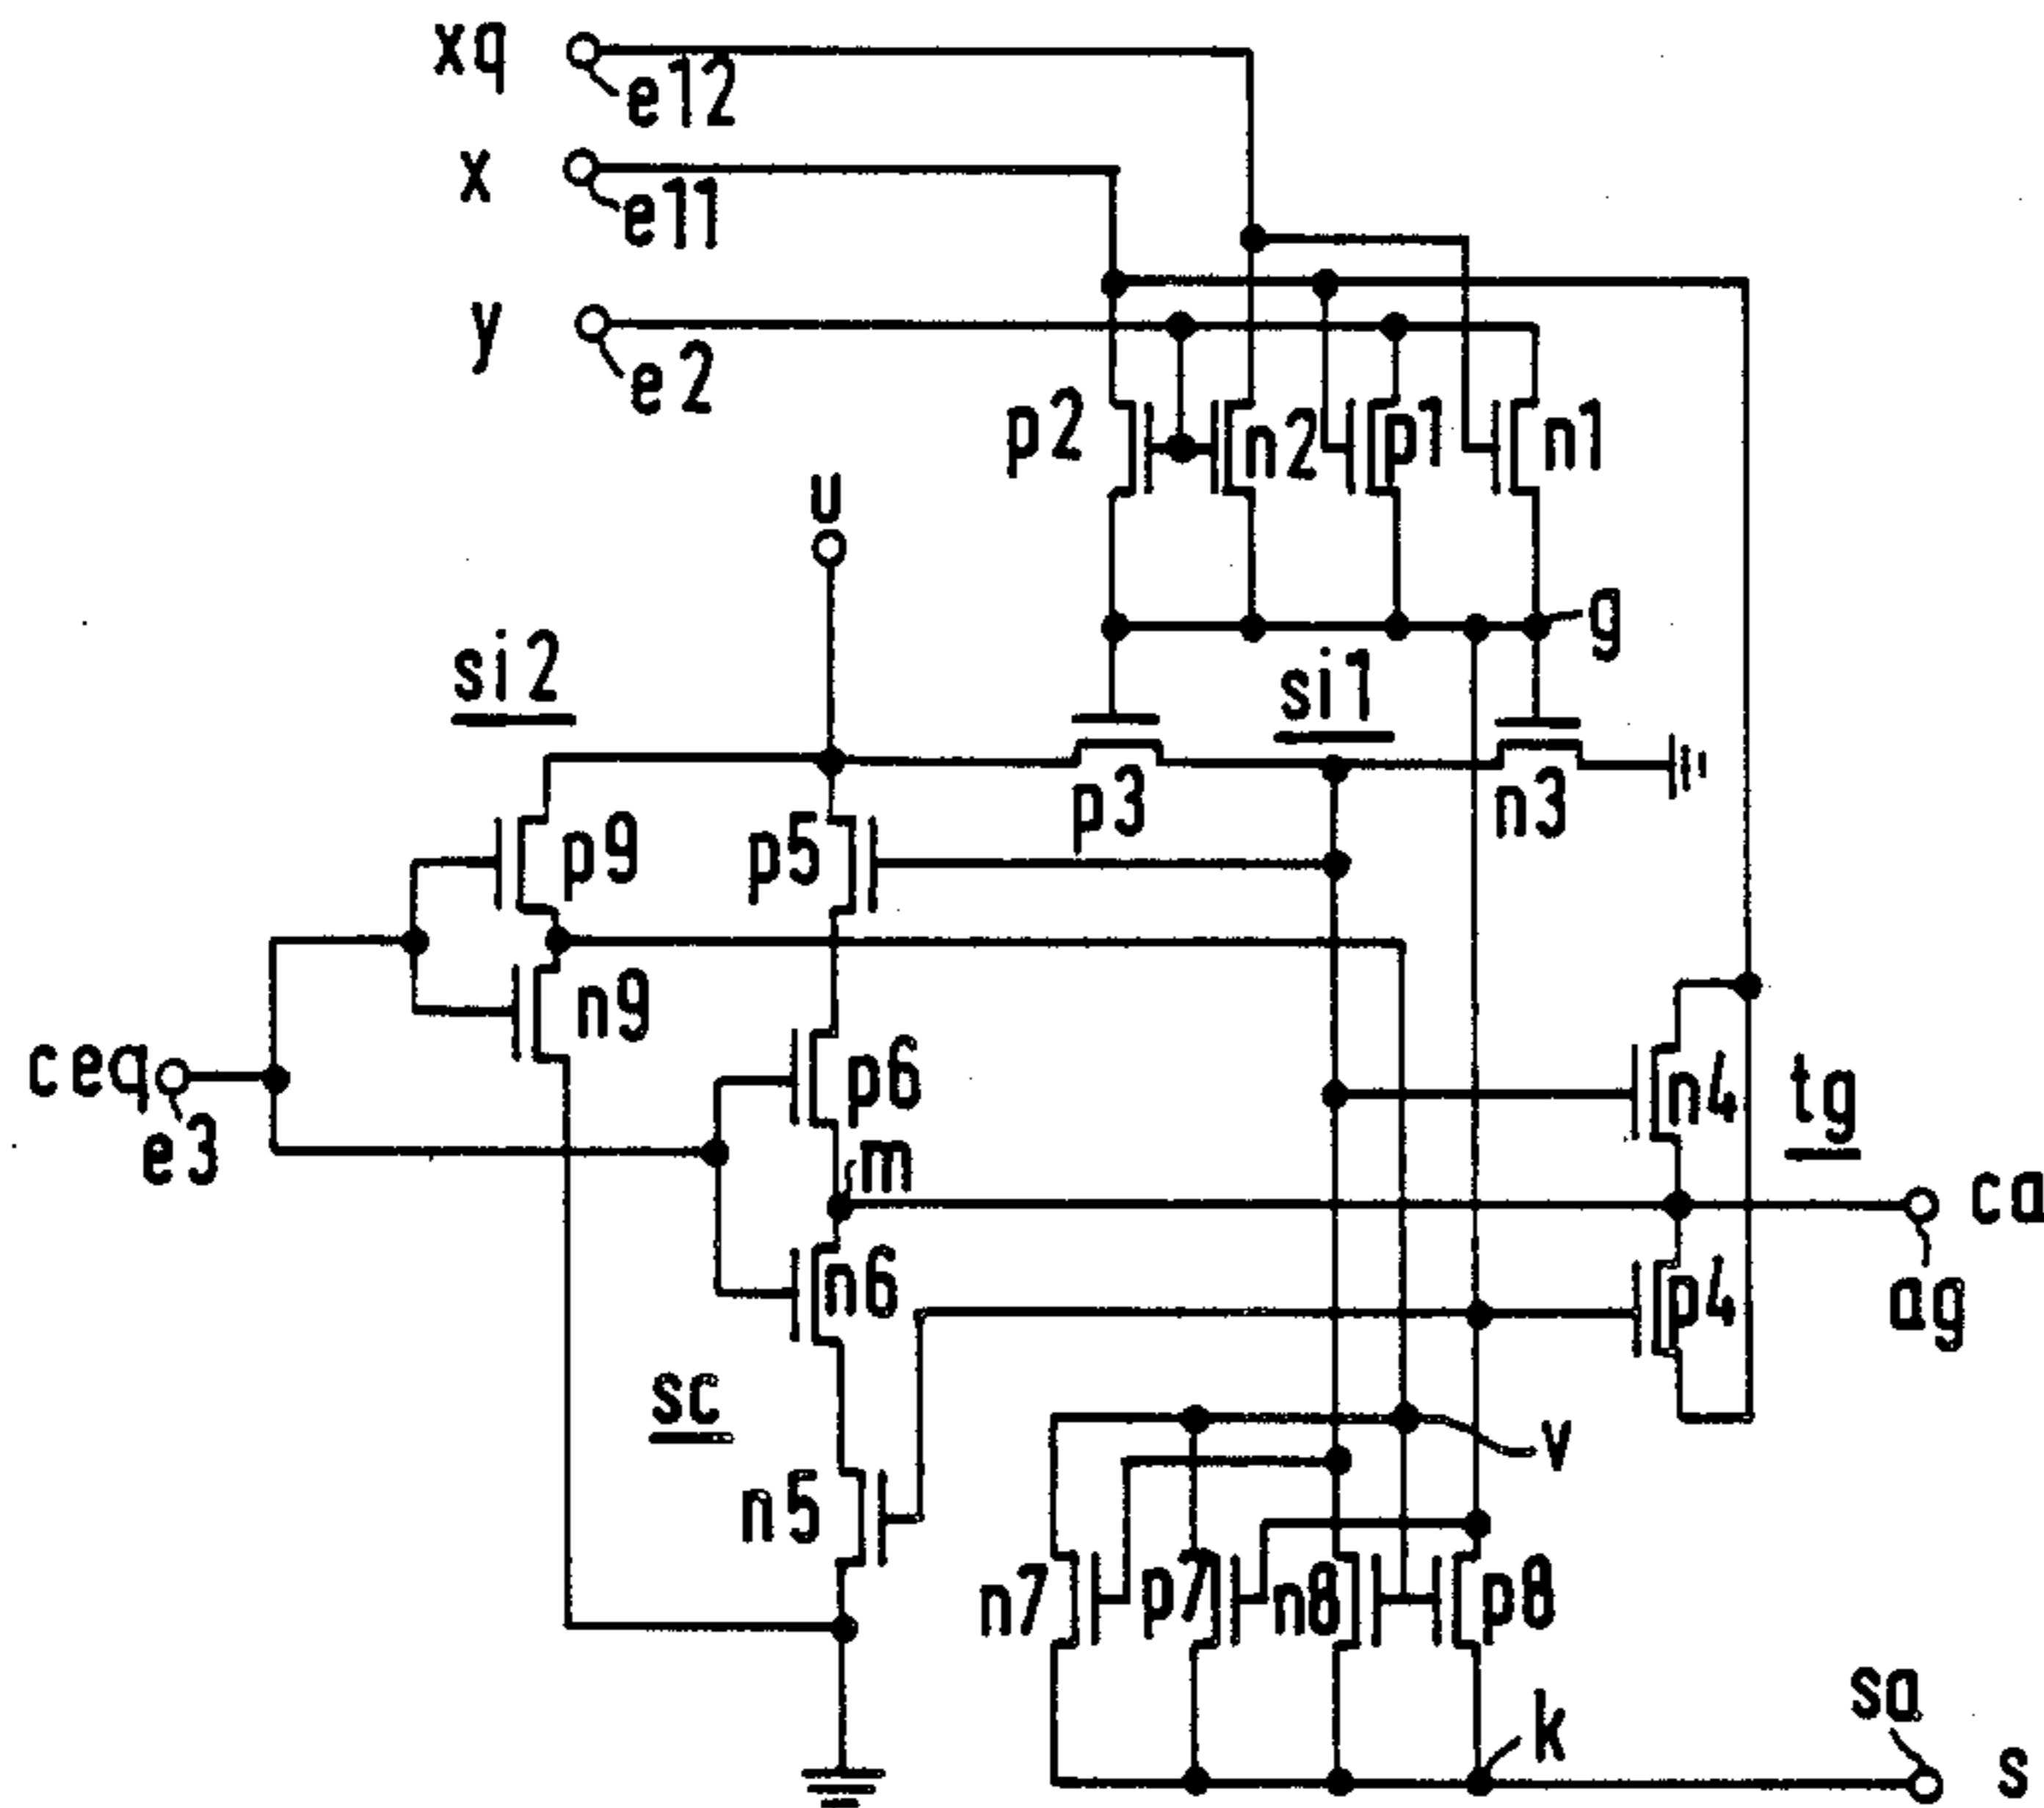 xq
e12
x
e11
y
e2
p2
n2
p1
n1
u
g
si2
si1
p9
p5
p3
n3
n9
ceq
e3
p6
n4
tg
m
ca
n6
p4
ag
sc
v
n5
n7
p7
n8
p8
sa
k
s